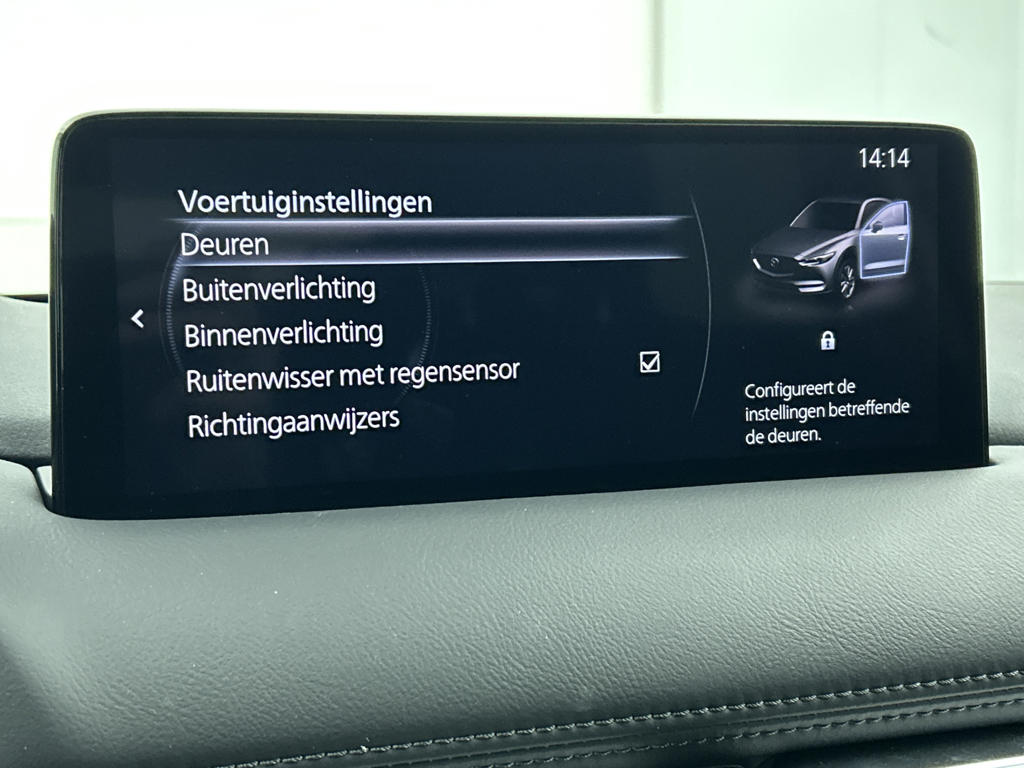 14:14
Voertuiginstellingen
Deuren
Buitenverlichting
Binnenverlichting
Ruitenwisser met regensensor
Richtingaanwijzers
Configureert de
instellingen betreffende
de deuren.